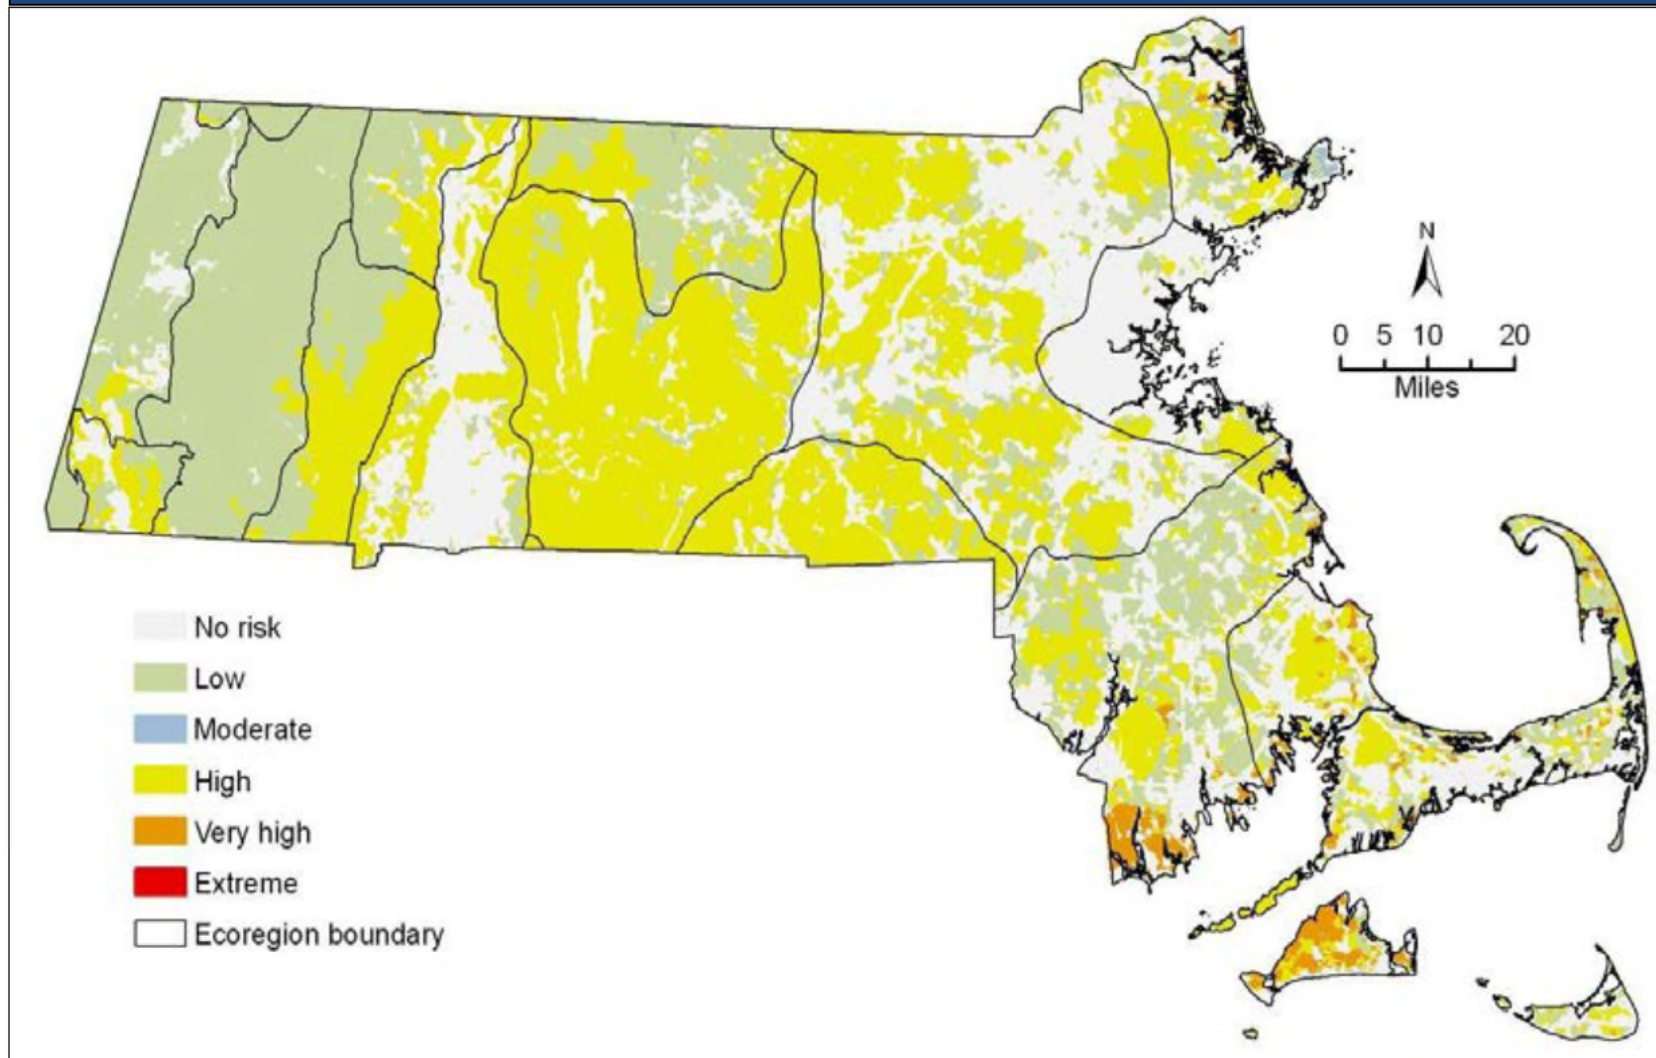 N
0 5 10 20
Miles
No risk
Low
Moderate
High
Very high
Extreme
Ecoregion boundary